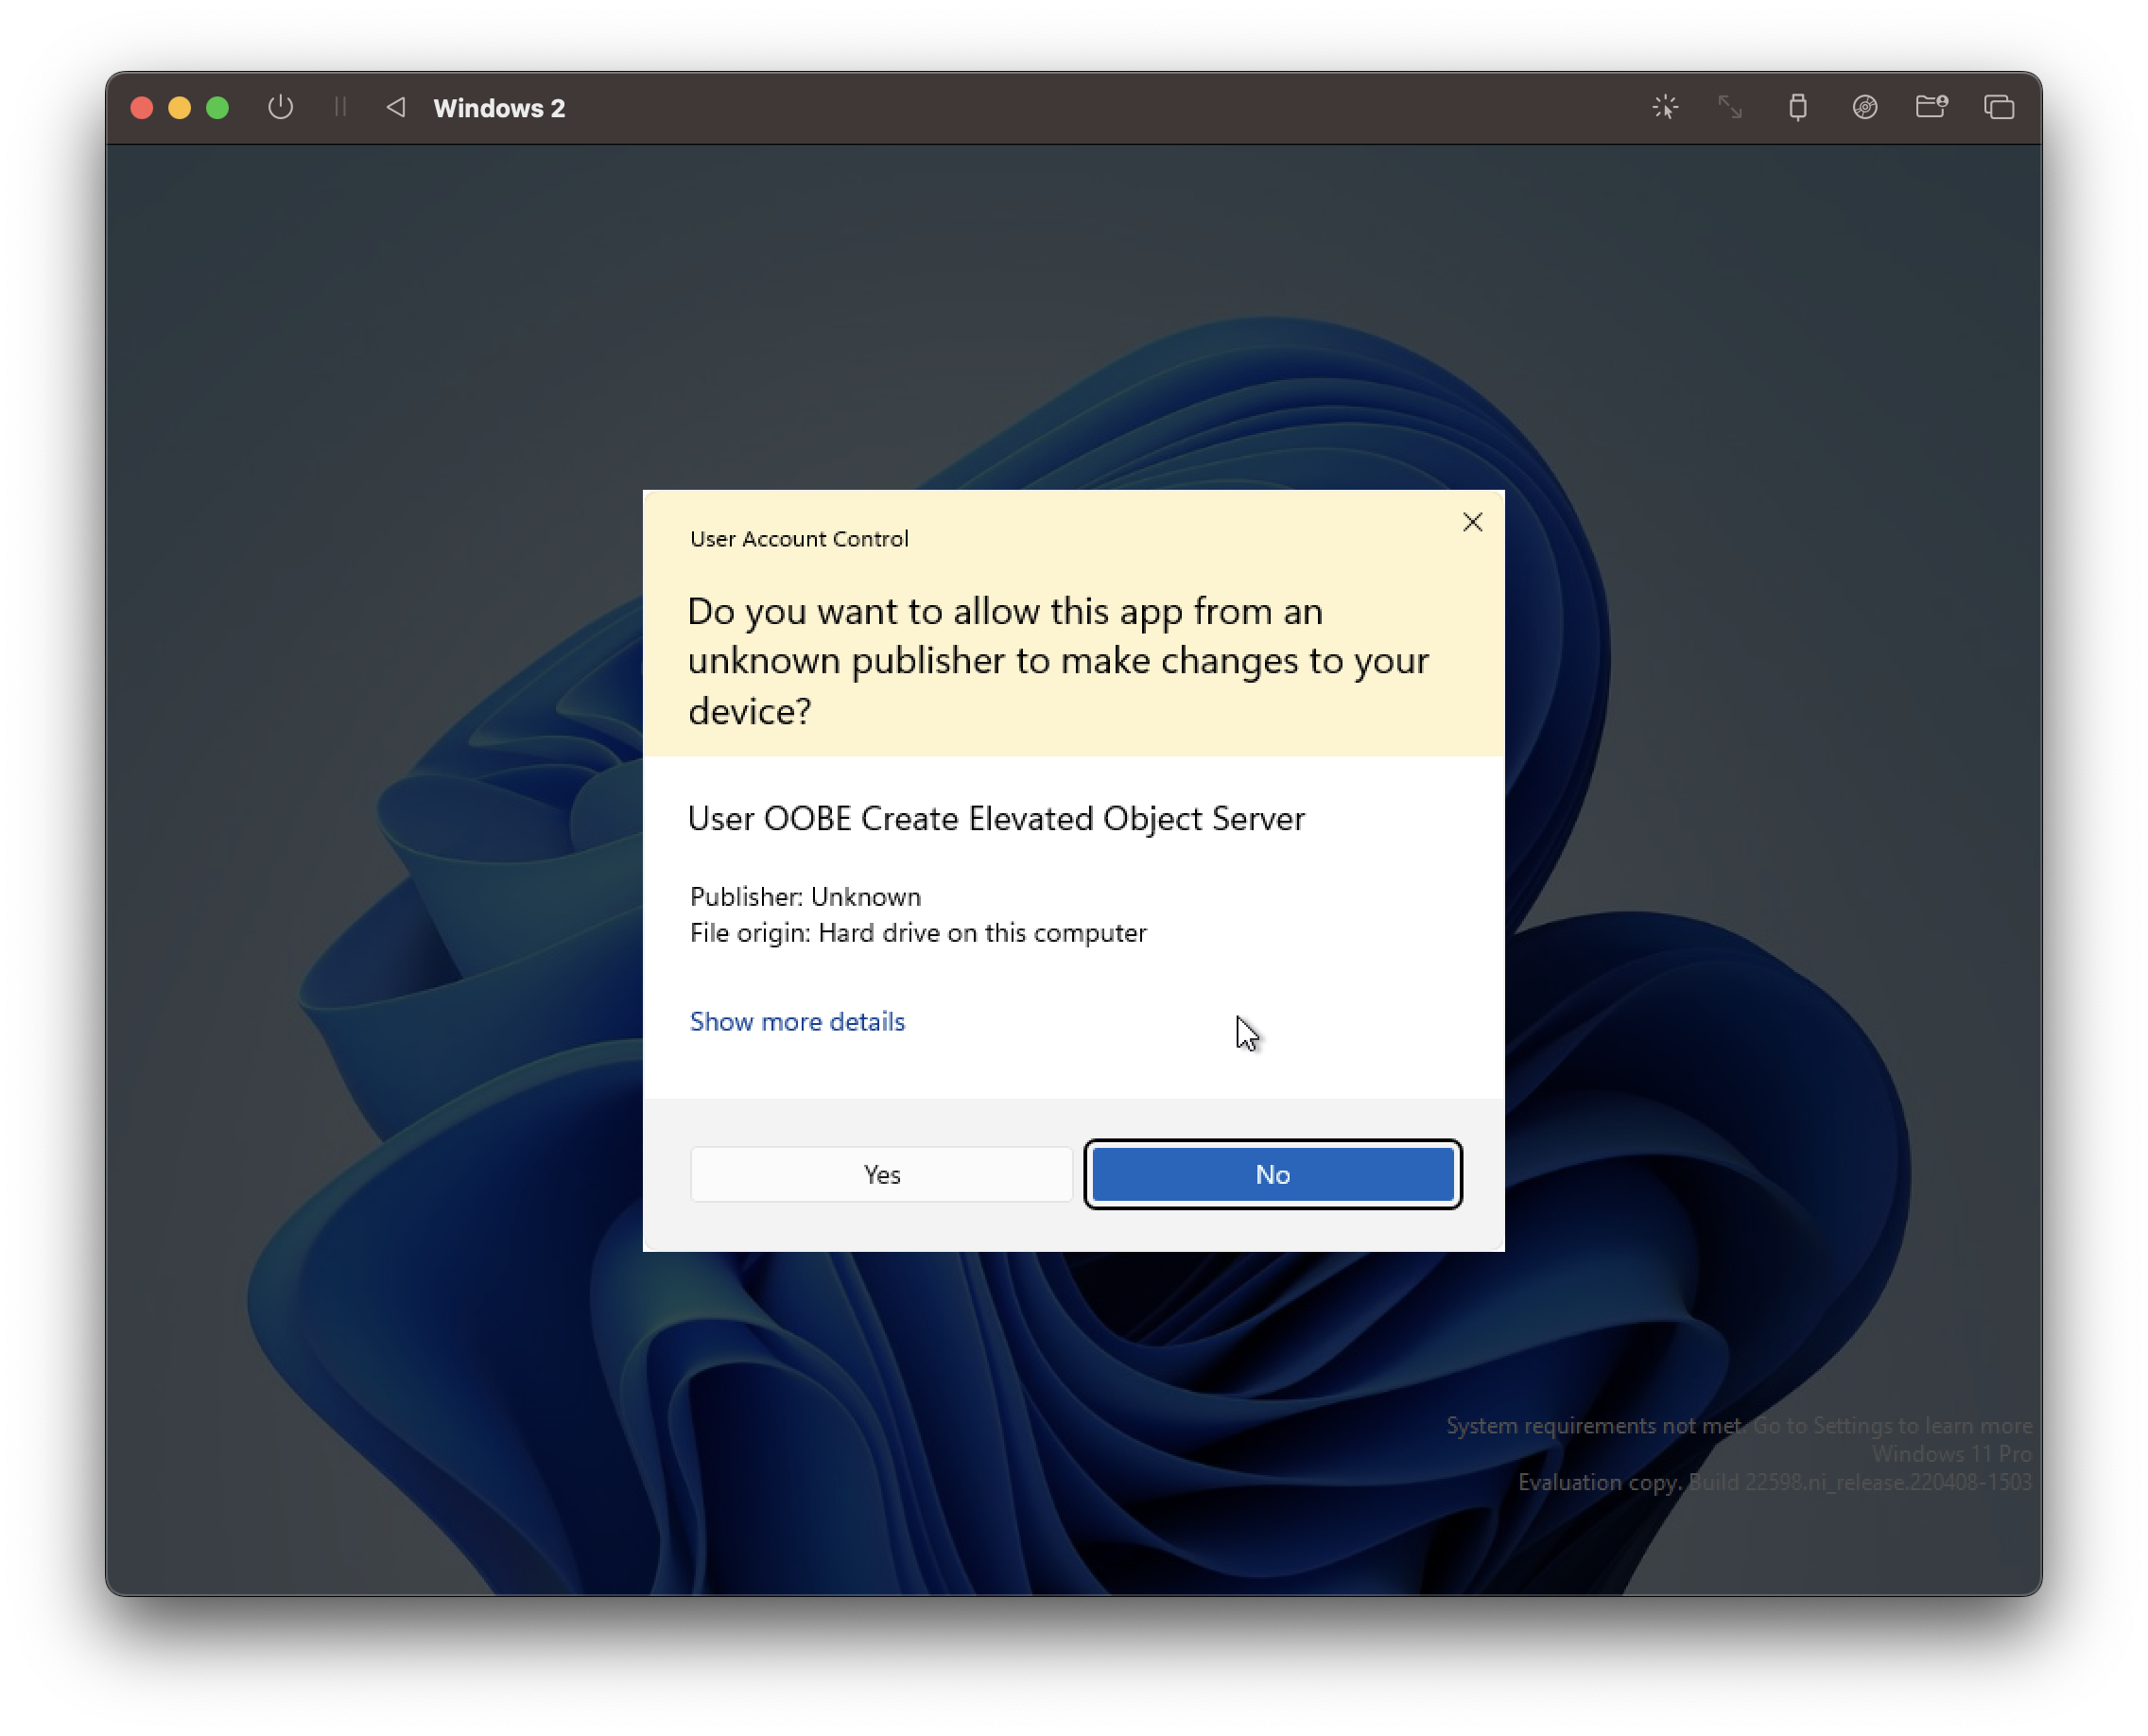 Windows 2
User Account Control
Do you want to allow this app from an
unknown publisher to make changes to your
device?
User OOBE Create Elevated Object Server
Publisher: Unknown
File origin: Hard drive on this computer
Show more details
Yes
No
System requirements not met. Go to Settings to learn more
Windows 11 Pro
Evaluation copy. Build 22598.ni_release.220408-1503